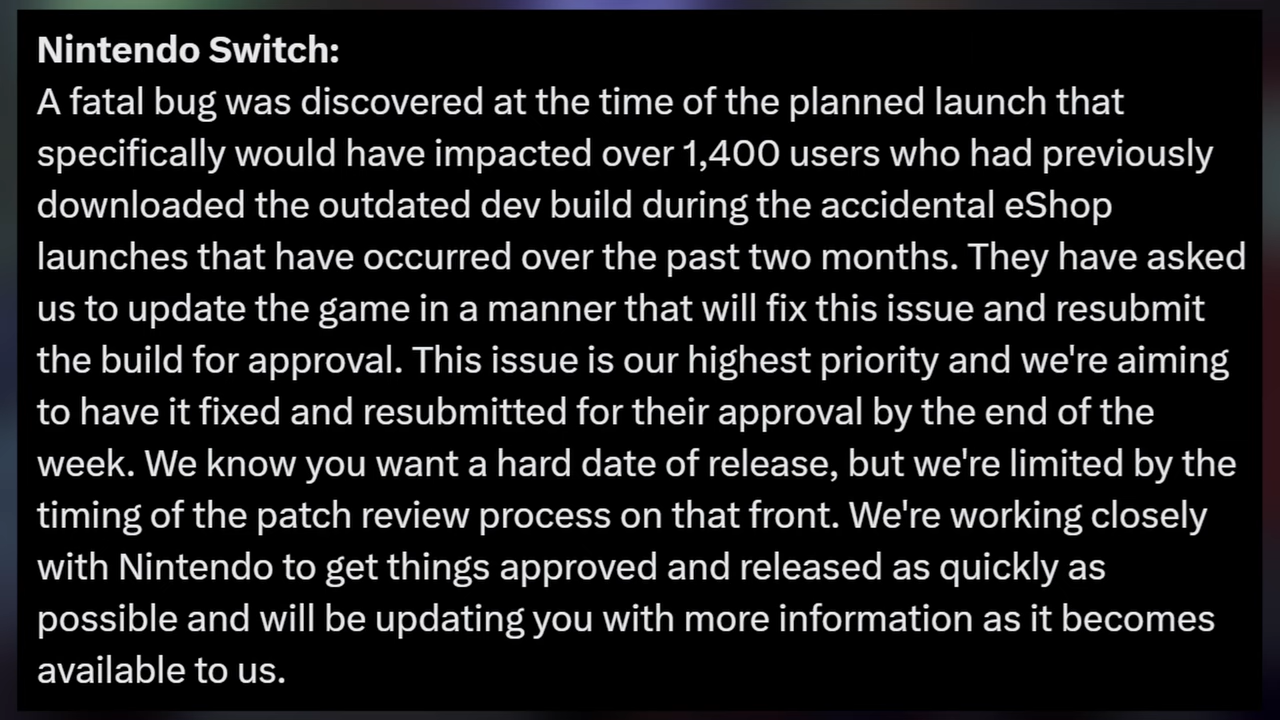 Nintendo Switch:
A fatal bug was discovered at the time of the planned launch that
specifically would have impacted over 1,400 users who had previously
downloaded the outdated dev build during the accidental eShop
launches that have occurred over the past two months. They have asked
us to update the game in a manner that will fix this issue and resubmit
the build for approval. This issue is our highest priority and we're aiming
to have it fixed and resubmitted for their approval by the end of the
week. We know you want a hard date of release, but we're limited by the
timing of the patch review process on that front. We're working closely
with Nintendo to get things approved and released as quickly as
possible and will be updating you with more information as it becomes
available to us.